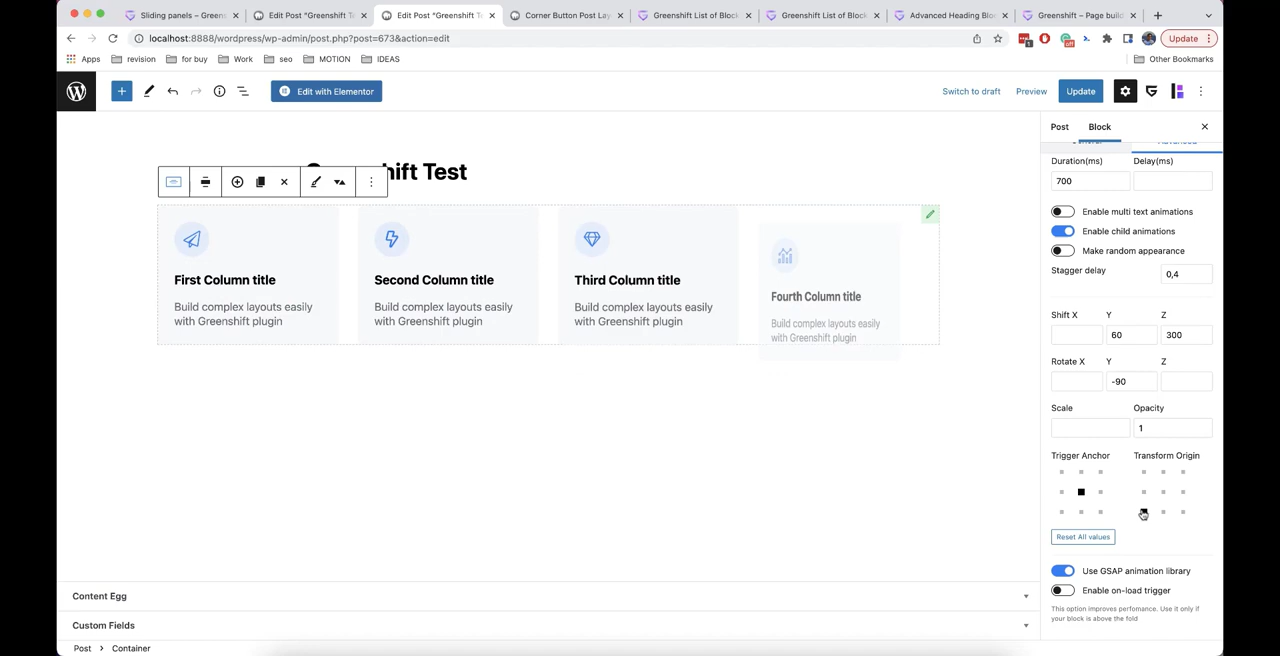 Sliding panels – Greens
Edit Post "Greenshift T
Edit Post "Greenshift T
Corner Button Post Lay
Greenshift List of Block
Greenshift List of Block
Advanced Heading Bloc
Greenshift – Page buil
localhost:8888/wordpress/wp-admin/post.php?post=673&action=edit
Update
Apps
revision
for buy
Work
seo
MOTION
IDEAS
Other Bookmarks
Edit with Elementor
Switch to draft
Preview
Update
Post
Block
Duration(ms)
Delay(ms)
700
Enable multi text animations
Enable child animations
Make random appearance
Stagger delay
0,4
Shift X
Y
Z
60
300
Rotate X
Y
Z
-90
Scale
Opacity
1
Trigger Anchor
Transform Origin
Reset All values
Use GSAP animation library
Enable on-load trigger
This option improves perfomance. Use it only if
your block is above the fold
hift Test
First Column title
Build complex layouts easily
with Greenshift plugin
Second Column title
Build complex layouts easily
with Greenshift plugin
Third Column title
Build complex layouts easily
with Greenshift plugin
Fourth Column title
Build complex layouts easily
with Greenshift plugin
Content Egg
Custom Fields
Post > Container